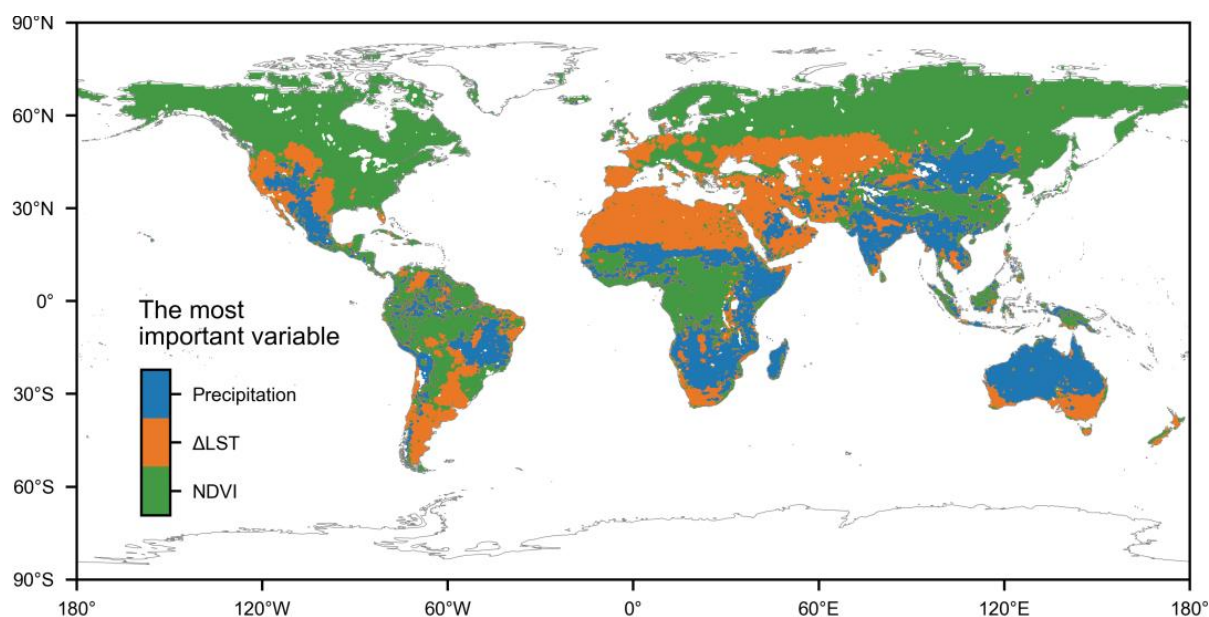 90°N
60°N
30°N
0°
30°S
60°S
90°S
The most
important variable
Precipitation
ΔLST
NDVI
180° 120°W 60°W 0° 60°E 120°E 180°